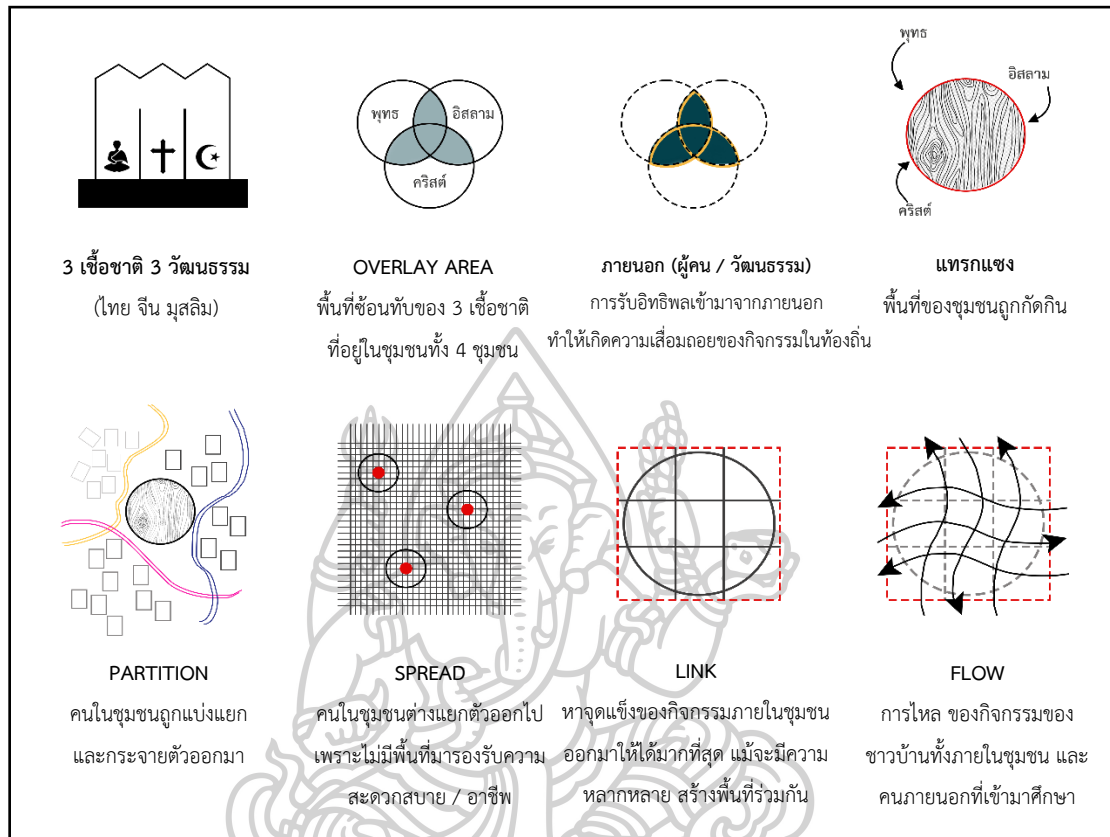 พุทธ
อิสลาม
คริสต์
พุทธ
อิสลาม
คริสต์
3 เชื้อชาติ 3 วัฒนธรรม
(ไทย จีน มุสลิม)
OVERLAY AREA
พื้นที่ซ้อนทับของ 3 เชื้อชาติ
ที่อยู่ในชุมชนทั้ง 4 ชุมชน
ภายนอก (ผู้คน / วัฒนธรรม)
การรับอิทธิพลเข้ามาจากภายนอก
ทำให้เกิดความเสื่อมถอยของกิจกรรมในท้องถิ่น
แทรกแซง
พื้นที่ของชุมชนถูกกัดกิน
PARTITION
คนในชุมชนถูกแบ่งแยก
และกระจายตัวออกมา
SPREAD
คนในชุมชนต่างแยกตัวออกไป
เพราะไม่มีพื้นที่มารองรับความ
สะดวกสบาย / อาชีพ
LINK
หาจุดแข็งของกิจกรรมภายในชุมชน
ออกมาให้ได้มากที่สุด แม้จะมีความ
หลากหลาย สร้างพื้นที่ร่วมกัน
FLOW
การไหล ของกิจกรรมของ
ชาวบ้านทั้งภายในชุมชน และ
คนภายนอกที่เข้ามาศึกษา